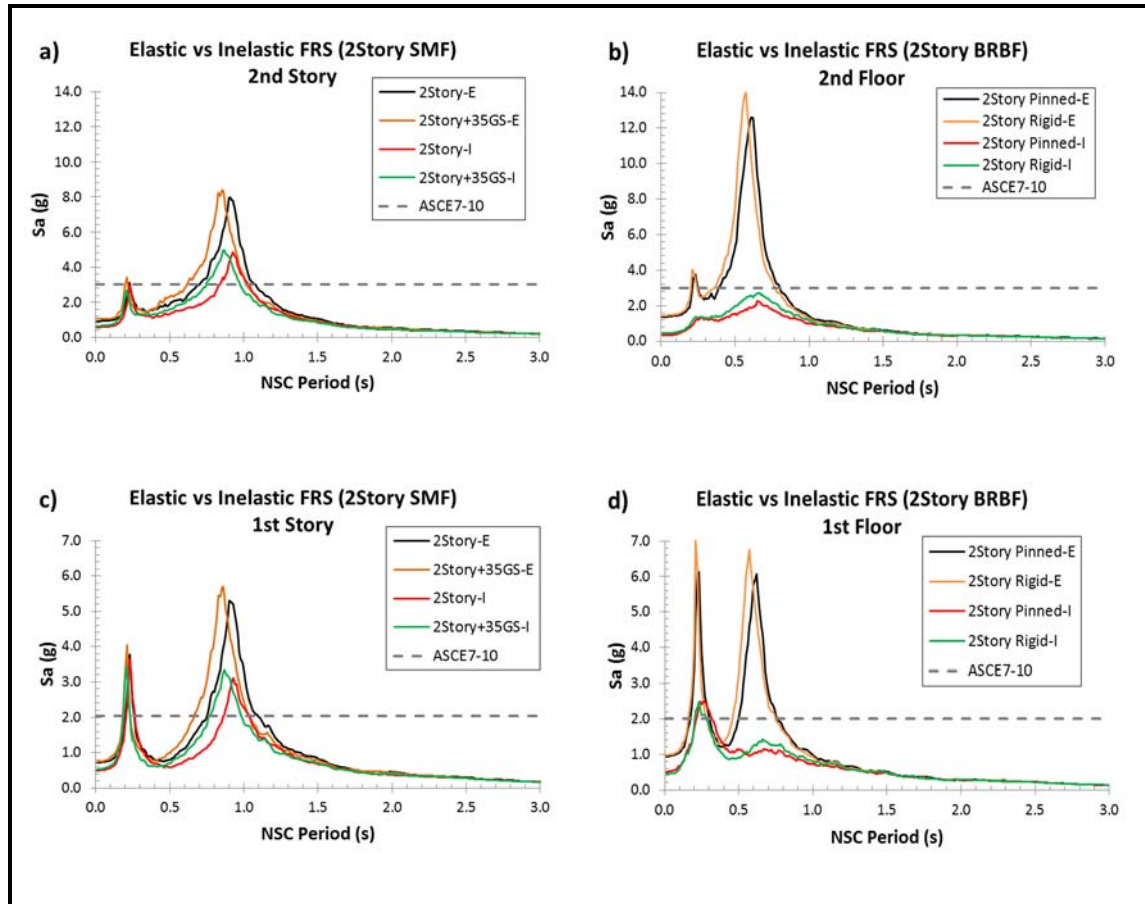 a)
Elastic vs Inelastic FRS (2Story SMF)
2nd Story
2Story-E
2Story+35GS-E
2Story-I
2Story+35GS-I
ASCE7-10
Sa (g)
14.0
12.0
10.0
8.0
6.0
4.0
2.0
0.0
0.0 0.5 1.0 1.5 2.0 2.5 3.0
NSC Period (s)
b)
Elastic vs Inelastic FRS (2Story BRBF)
2nd Floor
2Story Pinned-E
2Story Rigid-E
2Story Pinned-I
2Story Rigid-I
ASCE7-10
Sa (g)
14.0
12.0
10.0
8.0
6.0
4.0
2.0
0.0
0.0 0.5 1.0 1.5 2.0 2.5 3.0
NSC Period (s)
c)
Elastic vs Inelastic FRS (2Story SMF)
1st Story
2Story-E
2Story+35GS-E
2Story-I
2Story+35GS-I
ASCE7-10
Sa (g)
7.0
6.0
5.0
4.0
3.0
2.0
1.0
0.0
0.0 0.5 1.0 1.5 2.0 2.5 3.0
NSC Period (s)
d)
Elastic vs Inelastic FRS (2Story BRBF)
1st Floor
2Story Pinned-E
2Story Rigid-E
2Story Pinned-I
2Story Rigid-I
ASCE7-10
Sa (g)
7.0
6.0
5.0
4.0
3.0
2.0
1.0
0.0
0.0 0.5 1.0 1.5 2.0 2.5 3.0
NSC Period (s)